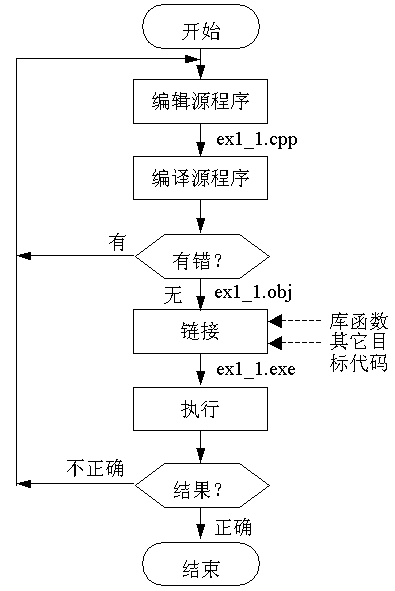 开始
编辑源程序
ex1_1.cpp
编译源程序
有
有错？
无
ex1_1.obj
链接
库函数
其它目
标代码
ex1_1.exe
执行
不正确
结果？
正确
结束